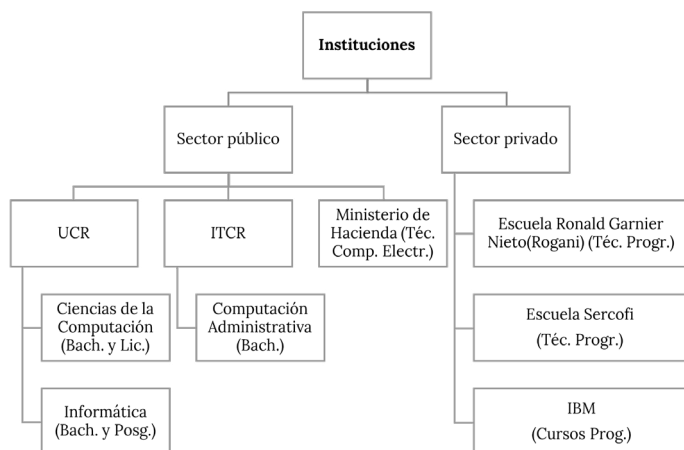 Instituciones
Sector público
Sector privado
UCR
ITCR
Ministerio de
Hacienda (Téc.
Comp. Electr.)
Escuela Ronald Garnier
Nieto(Rogani) (Téc. Progr.)
Ciencias de la
Computación
(Bach. y Lic.)
Computación
Administrativa
(Bach.)
Escuela Sercofi
(Téc. Progr.)
Informática
(Bach. y Posg.)
IBM
(Cursos Prog.)